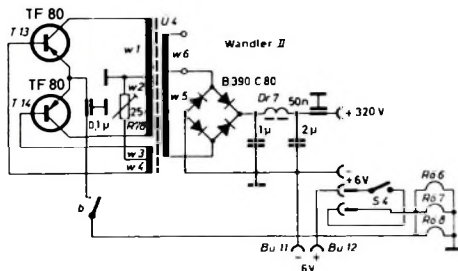 TF 80
T 13
Ü 4
Wandler II
w 1
w 6
B 390 C 80
TF 80
w 2
w 5
Dr 7
50n
+ 320 V
T 14
0,1µ
25
R 78
1µ
2µ
w 3
w 4
−
+6V
S 4
Rö 6
Rö 7
Rö 8
b
Bu 11
−
+
Bu 12
6V